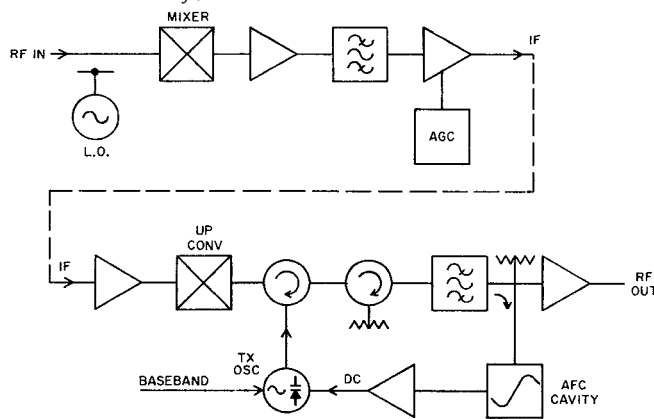 MIXER
RF IN
L.O.
AGC
IF
IF
UP
CONV
RF
OUT
TX
OSC
BASEBAND
DC
AFC
CAVITY